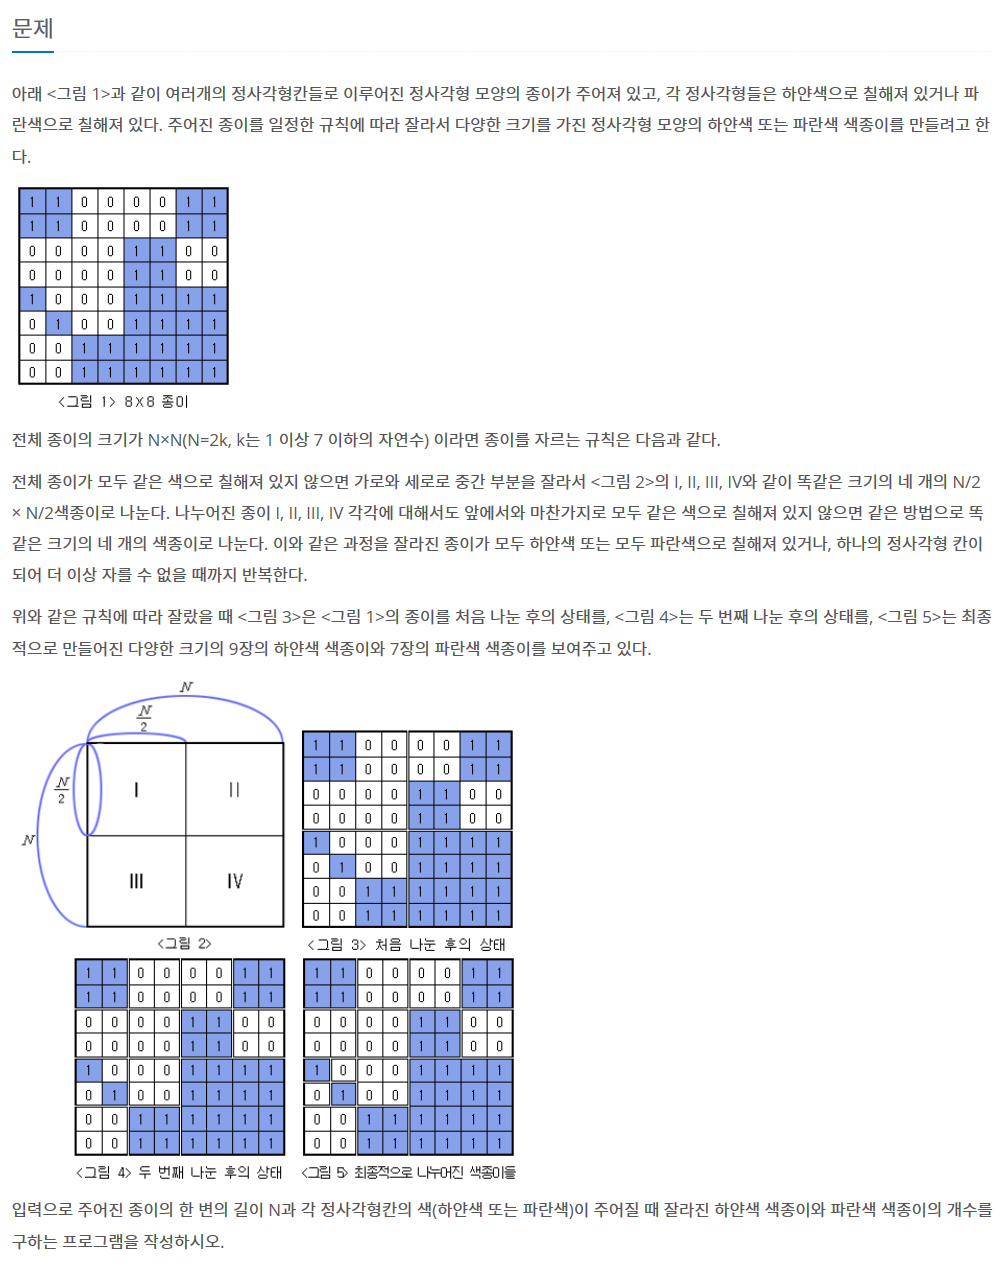 문제
아래 <그림 1>과 같이 여러개의 정사각형칸들로 이루어진 정사각형 모양의 종이가 주어져 있고, 각 정사각형들은 하얀색으로 칠해져 있거나 파
란색으로 칠해져 있다. 주어진 종이를 일정한 규칙에 따라 잘라서 다양한 크기를 가진 정사각형 모양의 하얀색 또는 파란색 색종이를 만들려고 한
다.
1 1 0 0 0 0 1 1
1 1 0 0 0 0 1 1
0 0 0 0 1 1 0 0
0 0 0 0 1 1 0 0
1 0 0 0 1 1 1 1
0 1 0 0 1 1 1 1
0 0 1 1 1 1 1 1
0 0 1 1 1 1 1 1
<그림 1> 8X8 종이
전체 종이의 크기가 N×N(N=2k, k는 1 이상 7 이하의 자연수) 이라면 종이를 자르는 규칙은 다음과 같다.
전체 종이가 모두 같은 색으로 칠해져 있지 않으면 가로와 세로로 중간 부분을 잘라서 <그림 2>의 I, II, III, IV와 같이 똑같은 크기의 네 개의 N/2
× N/2색종이로 나눈다. 나누어진 종이 I, II, III, IV 각각에 대해서도 앞에서와 마찬가지로 모두 같은 색으로 칠해져 있지 않으면 같은 방법으로 똑
같은 크기의 네 개의 색종이로 나눈다. 이와 같은 과정을 잘라진 종이가 모두 하얀색 또는 모두 파란색으로 칠해져 있거나, 하나의 정사각형 칸이
되어 더 이상 자를 수 없을 때까지 반복한다.
위와 같은 규칙에 따라 잘랐을 때 <그림 3>은 <그림 1>의 종이를 처음 나눈 후의 상태를, <그림 4>는 두 번째 나눈 후의 상태를, <그림 5>는 최종
적으로 만들어진 다양한 크기의 9장의 하얀색 색종이와 7장의 파란색 색종이를 보여주고 있다.
N
N
2
N
2
N
I II
III IV
<그림 2>
1 1 0 0 0 0 1 1
1 1 0 0 0 0 1 1
0 0 0 0 1 1 0 0
0 0 0 0 1 1 0 0
1 0 0 0 1 1 1 1
0 1 0 0 1 1 1 1
0 0 1 1 1 1 1 1
0 0 1 1 1 1 1 1
<그림 3> 처음 나눈 후의 상태
1 1 0 0 0 0 1 1
1 1 0 0 0 0 1 1
0 0 0 0 1 1 0 0
0 0 0 0 1 1 0 0
1 0 0 0 1 1 1 1
0 1 0 0 1 1 1 1
0 0 1 1 1 1 1 1
0 0 1 1 1 1 1 1
<그림 4> 두 번째 나눈 후의 상태
1 1 0 0 0 0 1 1
1 1 0 0 0 0 1 1
0 0 0 0 1 1 0 0
0 0 0 0 1 1 0 0
1 0 0 0 1 1 1 1
0 1 0 0 1 1 1 1
0 0 1 1 1 1 1 1
0 0 1 1 1 1 1 1
<그림 5> 최종적으로 나누어진 색종이들
입력으로 주어진 종이의 한 변의 길이 N과 각 정사각형칸의 색(하얀색 또는 파란색)이 주어질 때 잘라진 하얀색 색종이와 파란색 색종이의 개수를
구하는 프로그램을 작성하시오.